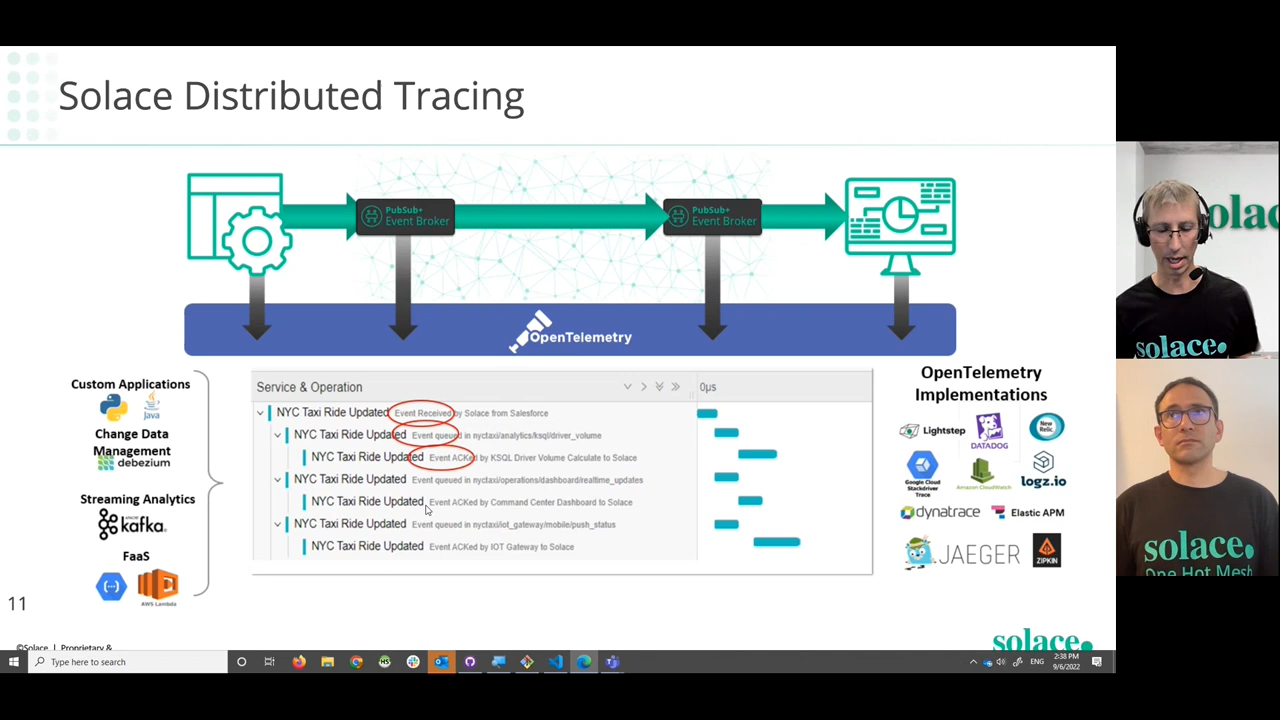 Solace Distributed Tracing
PubSub+
Event Broker
PubSub+
Event Broker
OpenTelemetry
Custom Applications
Java
Change Data
Management
debezium
Streaming Analytics
kafka
FaaS
AWS Lambda
Service & Operation
0μs
NYC Taxi Ride Updated Event Received by Solace from Salesforce
NYC Taxi Ride Updated Event queued in nyctaxi/analytics/ksql/driver_volume
NYC Taxi Ride Updated Event ACKed by KSQL Driver Volume Calculate to Solace
NYC Taxi Ride Updated Event queued in nyctaxi/operations/dashboard/realtime_updates
NYC Taxi Ride Updated Event ACKed by Command Center Dashboard to Solace
NYC Taxi Ride Updated Event queued in nyctaxi/iot_gateway/mobile/push_status
NYC Taxi Ride Updated Event ACKed by IOT Gateway to Solace
OpenTelemetry
Implementations
Lightstep
DATADOG
New Relic
Google Cloud
Stackdriver
Trace
Amazon CloudWatch
logz.io
dynatrace
Elastic APM
JAEGER
ZIPKIN
11
©Solace | Proprietary &
solace.
Type here to search
ENG
2:38 PM
9/6/2022
olac
solace.
solace.
One Hot Mesh